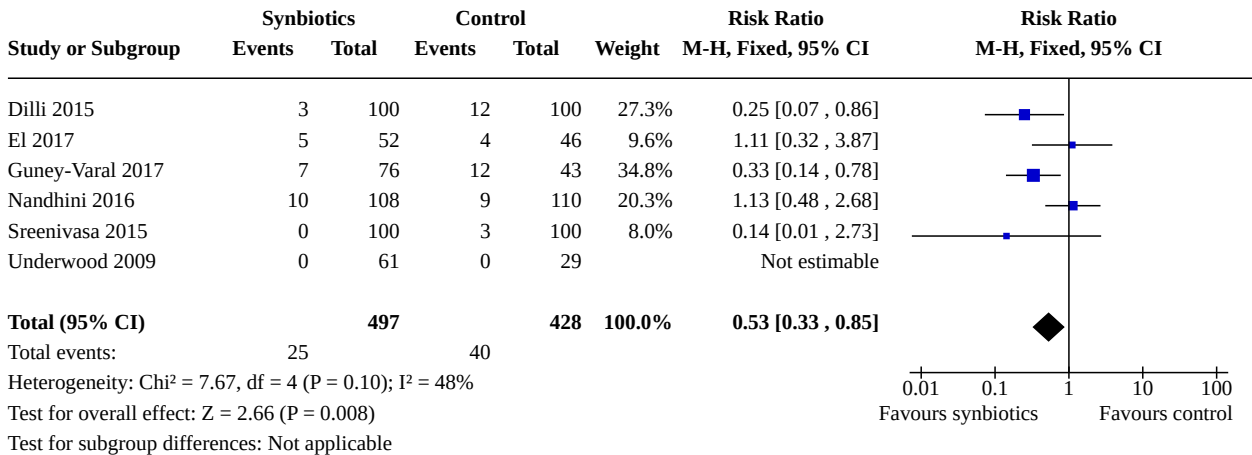 Synbiotics Control Risk Ratio Risk Ratio
Study or Subgroup Events Total Events Total Weight M-H, Fixed, 95% CI M-H, Fixed, 95% CI
Dilli 2015 3 100 12 100 27.3% 0.25 [0.07 , 0.86]
El 2017 5 52 4 46 9.6% 1.11 [0.32 , 3.87]
Guney-Varal 2017 7 76 12 43 34.8% 0.33 [0.14 , 0.78]
Nandhini 2016 10 108 9 110 20.3% 1.13 [0.48 , 2.68]
Sreenivasa 2015 0 100 3 100 8.0% 0.14 [0.01 , 2.73]
Underwood 2009 0 61 0 29 Not estimable
Total (95% CI) 497 428 100.0% 0.53 [0.33 , 0.85]
Total events: 25 40
Heterogeneity: Chi² = 7.67, df = 4 (P = 0.10); I² = 48%
0.01 0.1 1 10 100
Test for overall effect: Z = 2.66 (P = 0.008) Favours synbiotics Favours control
Test for subgroup differences: Not applicable